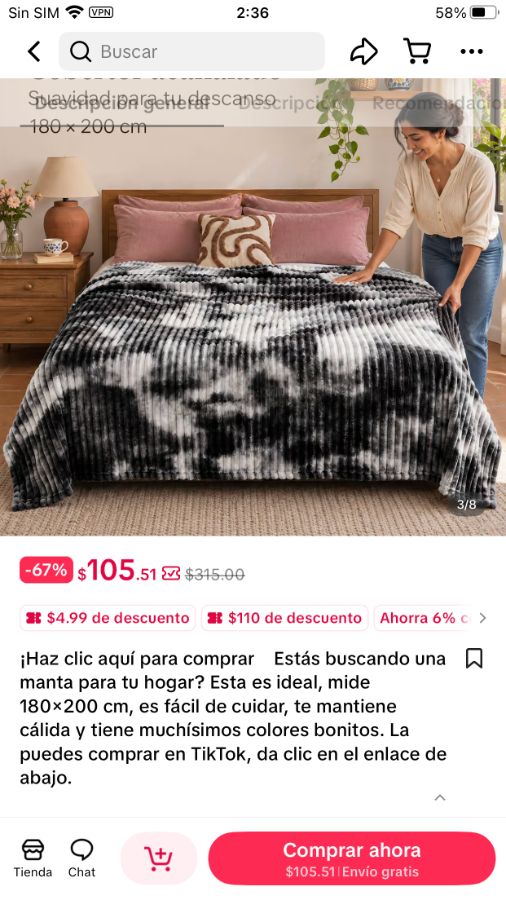 Sin SIM VPN 2:36 58%
Buscar
Suavidad para tu descanso
Descripción general Descripci Recomendacion
180 × 200 cm
3/8
-67% $105.51 $315.00
$4.99 de descuento $110 de descuento Ahorra 6% c
¡Haz clic aquí para comprar Estás buscando una
manta para tu hogar? Esta es ideal, mide
180×200 cm, es fácil de cuidar, te mantiene
cálida y tiene muchísimos colores bonitos. La
puedes comprar en TikTok, da clic en el enlace de
abajo.
Tienda Chat
Comprar ahora
$105.51|Envío gratis